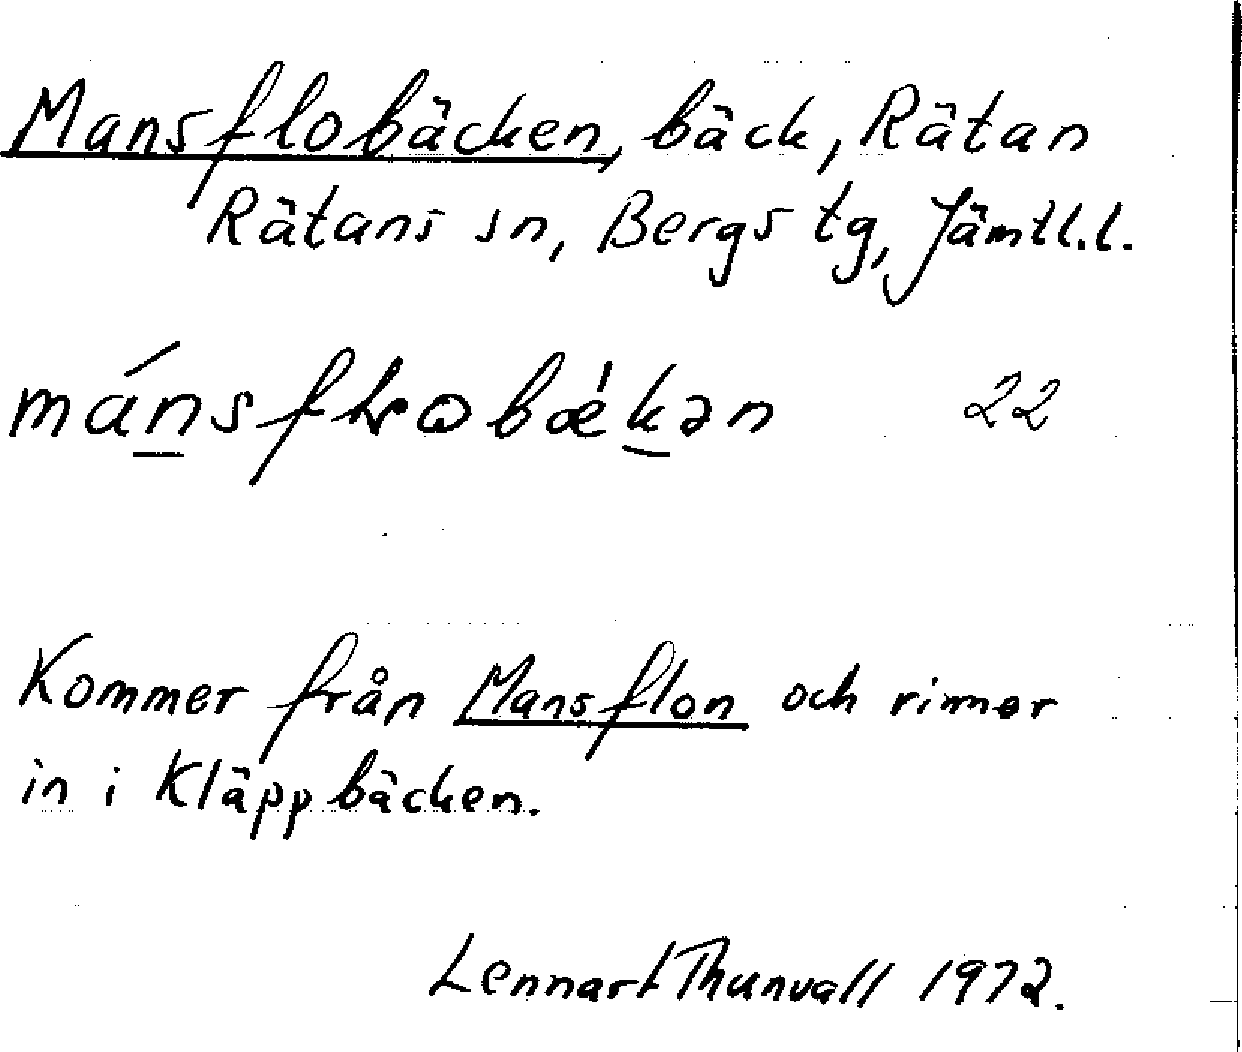 Mansflobäcken, bäck, Rätan
Rätans sn, Bergs tg, Jämtl.l.
22
Kommer från Mansflon och rinner
in i Kläppbäcken.
Lennart Thunvall 1972.